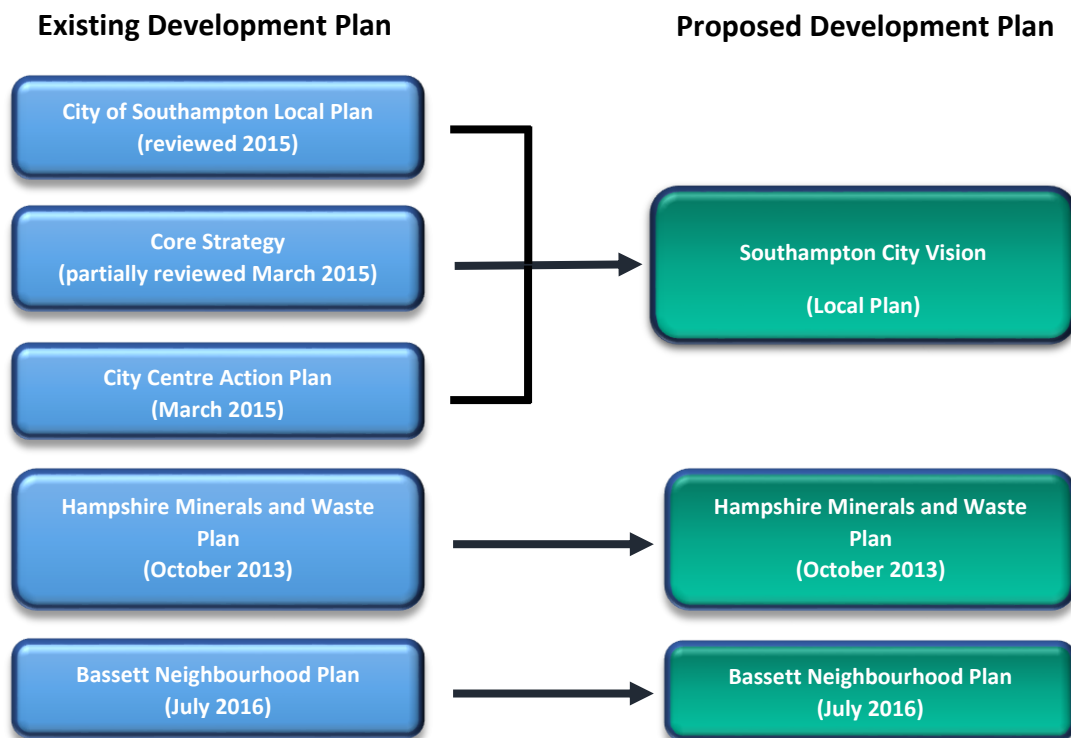 Existing Development Plan
Proposed Development Plan
City of Southampton Local Plan
(reviewed 2015)
Core Strategy
(partially reviewed March 2015)
City Centre Action Plan
(March 2015)
Southampton City Vision
(Local Plan)
Hampshire Minerals and Waste
Plan
(October 2013)
Hampshire Minerals and Waste
Plan
(October 2013)
Bassett Neighbourhood Plan
(July 2016)
Bassett Neighbourhood Plan
(July 2016)